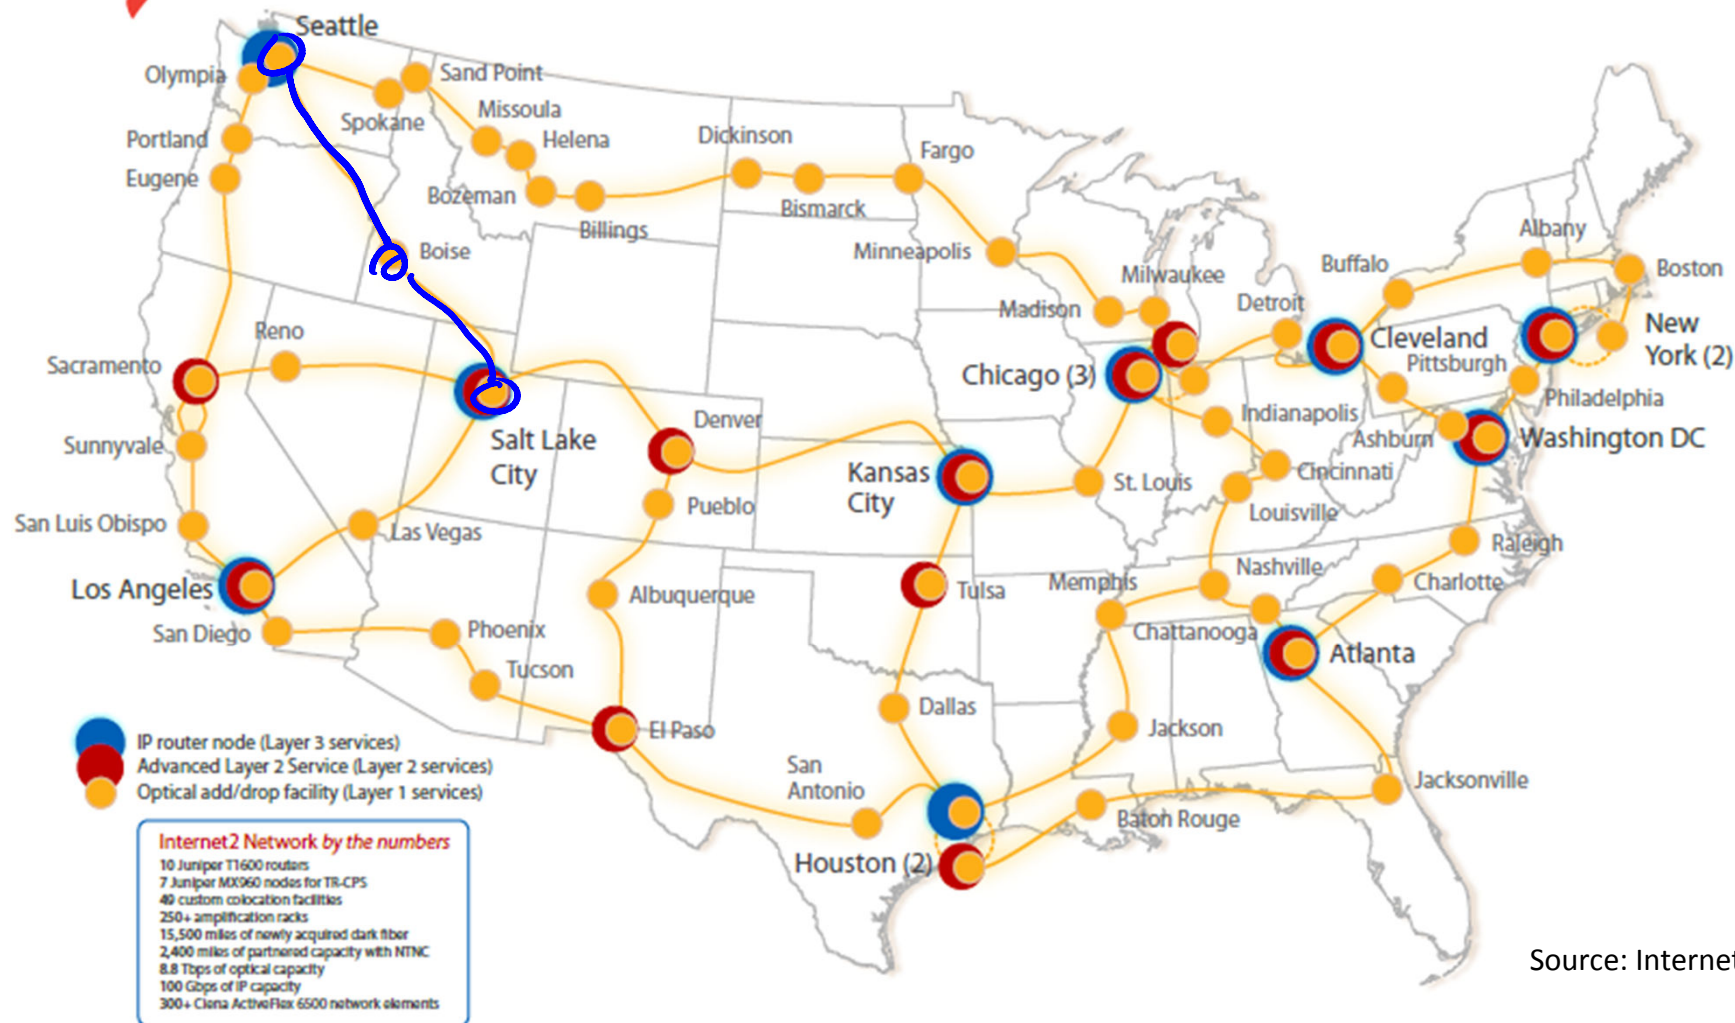 Seattle
Olympia
Sand Point
Spokane
Missoula
Portland
Helena
Dickinson
Fargo
Eugene
Bozeman
Bismarck
Billings
Boise
Minneapolis
Milwaukee
Madison
Detroit
Buffalo
Albany
Boston
Reno
Sacramento
Cleveland
New
York (2)
Pittsburgh
Chicago (3)
Philadelphia
Denver
Indianapolis
Ashburn
Washington DC
Sunnyvale
Salt Lake
City
Kansas
City
St. Louis
Cincinnati
Pueblo
Louisville
San Luis Obispo
Las Vegas
Raleigh
Los Angeles
Albuquerque
Tulsa
Memphis
Nashville
Charlotte
San Diego
Phoenix
Chattanooga
Atlanta
Tucson
El Paso
Dallas
Jackson
San
Antonio
Jacksonville
Baton Rouge
Houston (2)
IP router node (Layer 3 services)
Advanced Layer 2 Service (Layer 2 services)
Optical add/drop facility (Layer 1 services)
Internet2 Network by the numbers
10 Juniper T1600 routers
7 Juniper MX960 nodes for TR-CPS
49 custom colocation facilities
250+ amplification racks
15,500 miles of newly acquired dark fiber
2,400 miles of partnered capacity with NTNC
8.8 Tbps of optical capacity
100 Gbps of IP capacity
300+ Ciena ActiveFlex 6500 network elements
Source: Internet